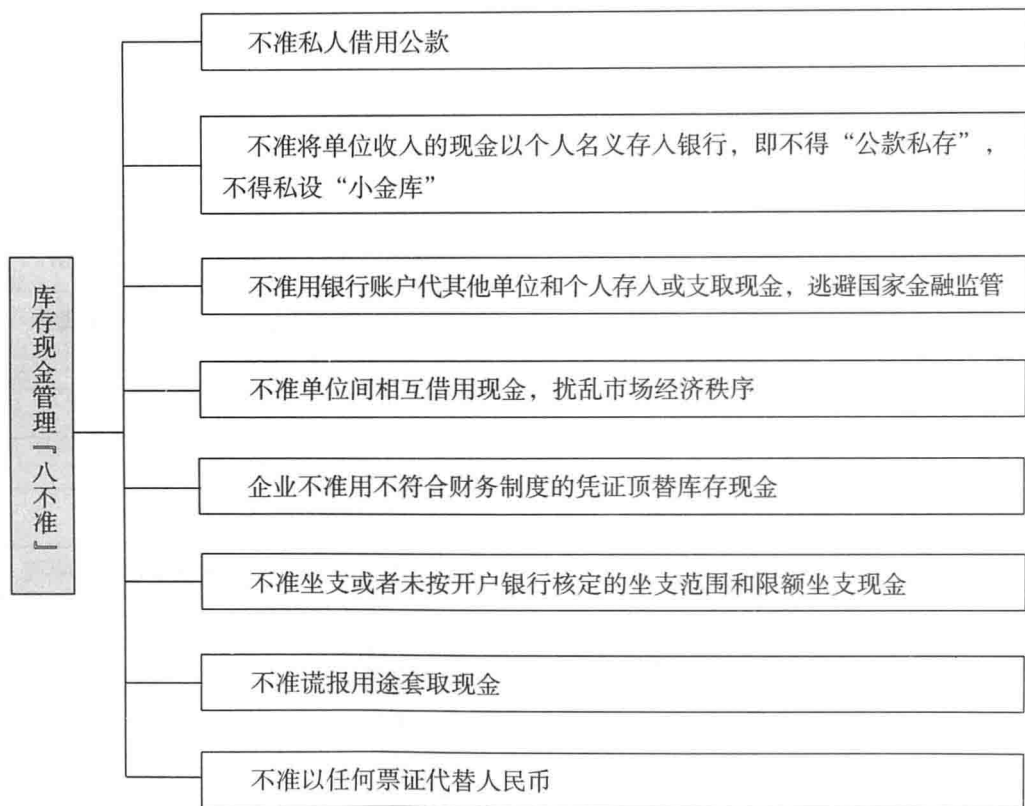 库存现金管理『八不准』
不准私人借用公款
不准将单位收入的现金以个人名义存入银行，即不得“公款私存”，
不得私设“小金库”
不准用银行账户代其他单位和个人存入或支取现金，逃避国家金融监管
不准单位间相互借用现金，扰乱市场经济秩序
企业不准用不符合财务制度的凭证顶替库存现金
不准坐支或者未按开户银行核定的坐支范围和限额坐支现金
不准谎报用途套取现金
不准以任何票证代替人民币